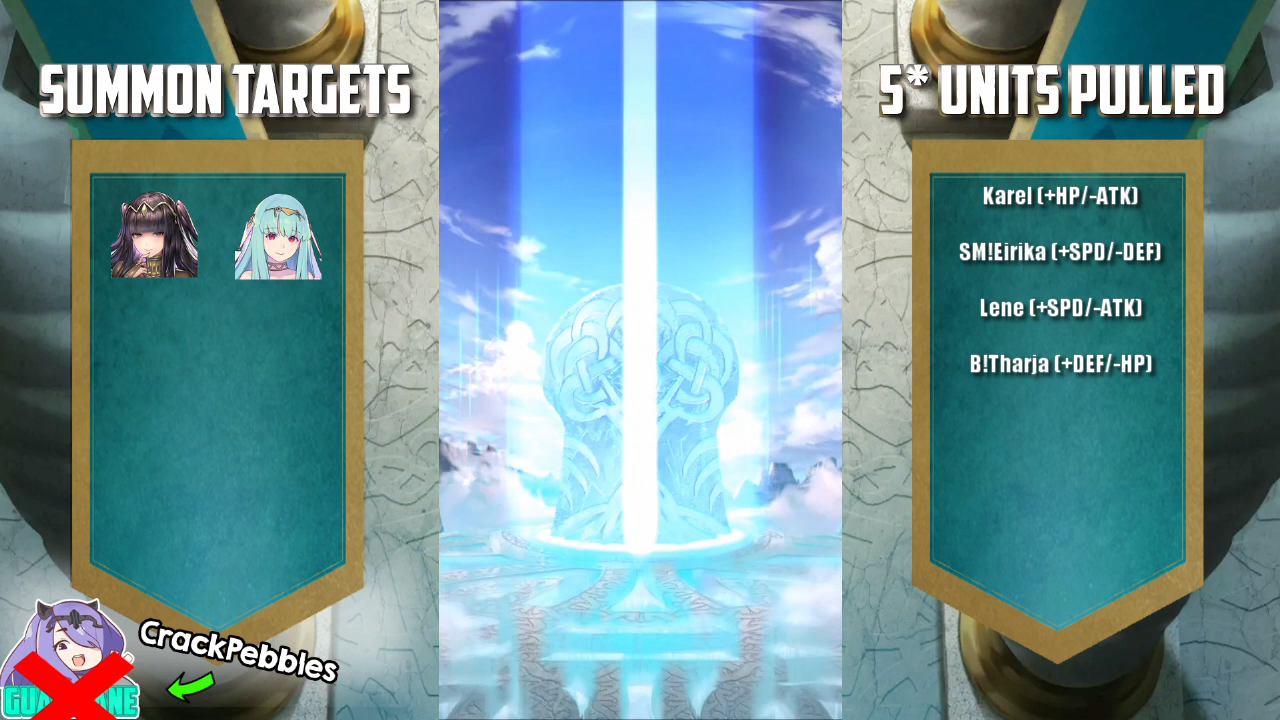 SUMMON TARGETS
5* UNITS PULLED
Karel (+HP/-ATK)
SM!Eirika (+SPD/-DEF)
Lene (+SPD/-ATK)
B!Tharja (+DEF/-HP)
CrackPebbles